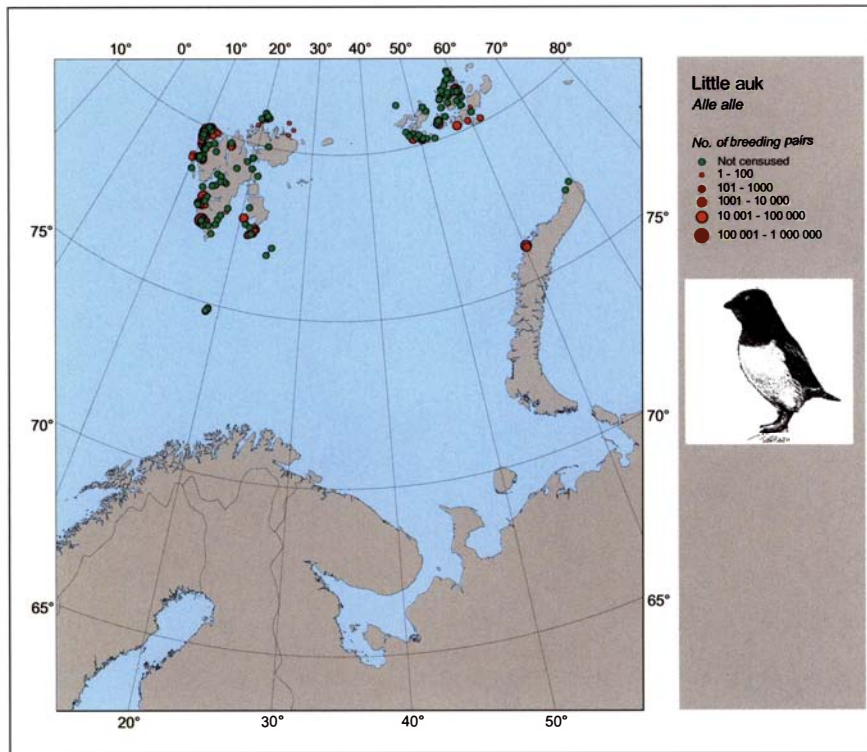 10° 0° 10° 20° 30° 40° 50° 60° 70° 80°
75° 75°
70° 70°
65° 65°
20° 30° 40° 50°
Little auk
Alle alle
No. of breeding pairs
Not censused
1 - 100
101 - 1000
1001 - 10 000
10 001 - 100 000
100 001 - 1 000 000